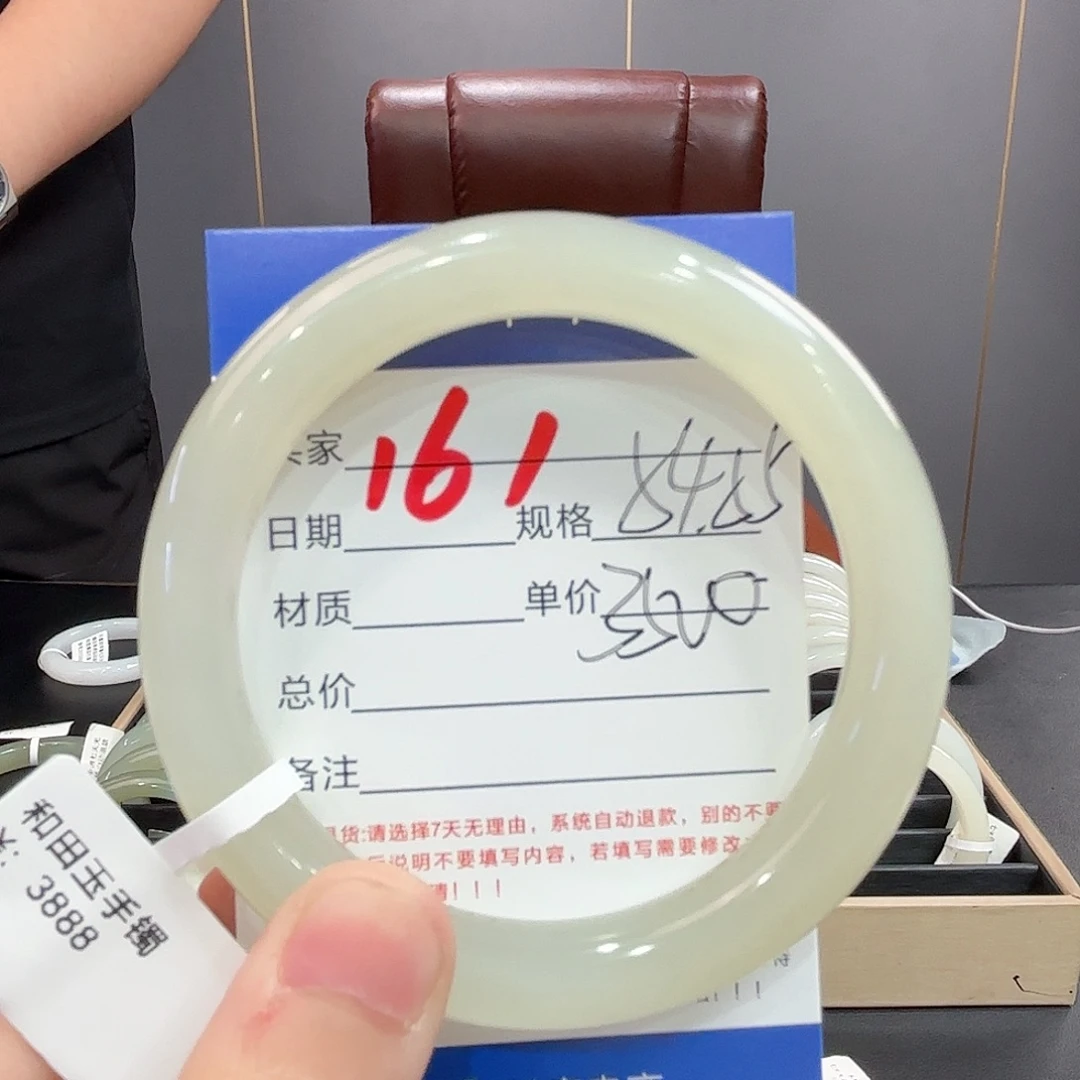 家 161
日期 规格 54.5
材质 单价 3500
总价
备注
货:请选择7天无理由，系统自动退款，别的不要
说明不要填写内容，若填写需要修改
！！！
！！！
和田玉手镯
3888